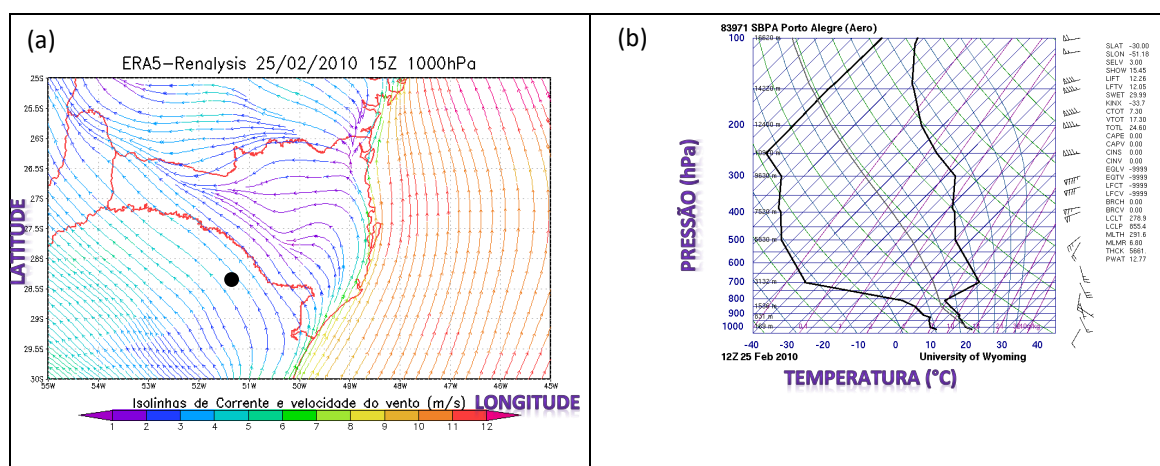 (a)
ERA5-Renalysis 25/02/2010 15Z 1000hPa
LATITUDE
25S
25.5S
26S
26.5S
27S
27.5S
28S
28.5S
29S
29.5S
30S
55W
54W
53W
52W
51W
50W
49W
48W
47W
46W
45W
Isolinhas de Corrente e velocidade do vento (m/s)
LONGITUDE
1 2 3 4 5 6 7 8 9 10 11 12
(b)
83971 SBPA Porto Alegre (Aero)
PRESSÃO (hPa)
100
200
300
400
500
600
700
800
900
1000
16620 m
14320 m
9630 m
7520 m
3132 m
-40 -30 -20 -10 0 10 20 30 40
12Z 25 Feb 2010
University of Wyoming
TEMPERATURA (°C)
SLAT -30.00
SLON -51.18
SELV 3.00
SHOW 15.45
LIFT 12.26
LFTV 12.05
SWET 29.99
KINX -33.7
CTOT 7.30
VTOT 17.30
TOTL 24.60
CAPE 0.00
CAPV 0.00
CINS 0.00
CINV 0.00
EQLV -9999
EQTV -9999
LFCT -9999
LFCV -9999
BRCH 0.00
BRCV 0.00
LCLT 278.9
LCLP 855.4
MLTH 291.6
MLMR 6.80
THCK 5661
PWAT 12.77